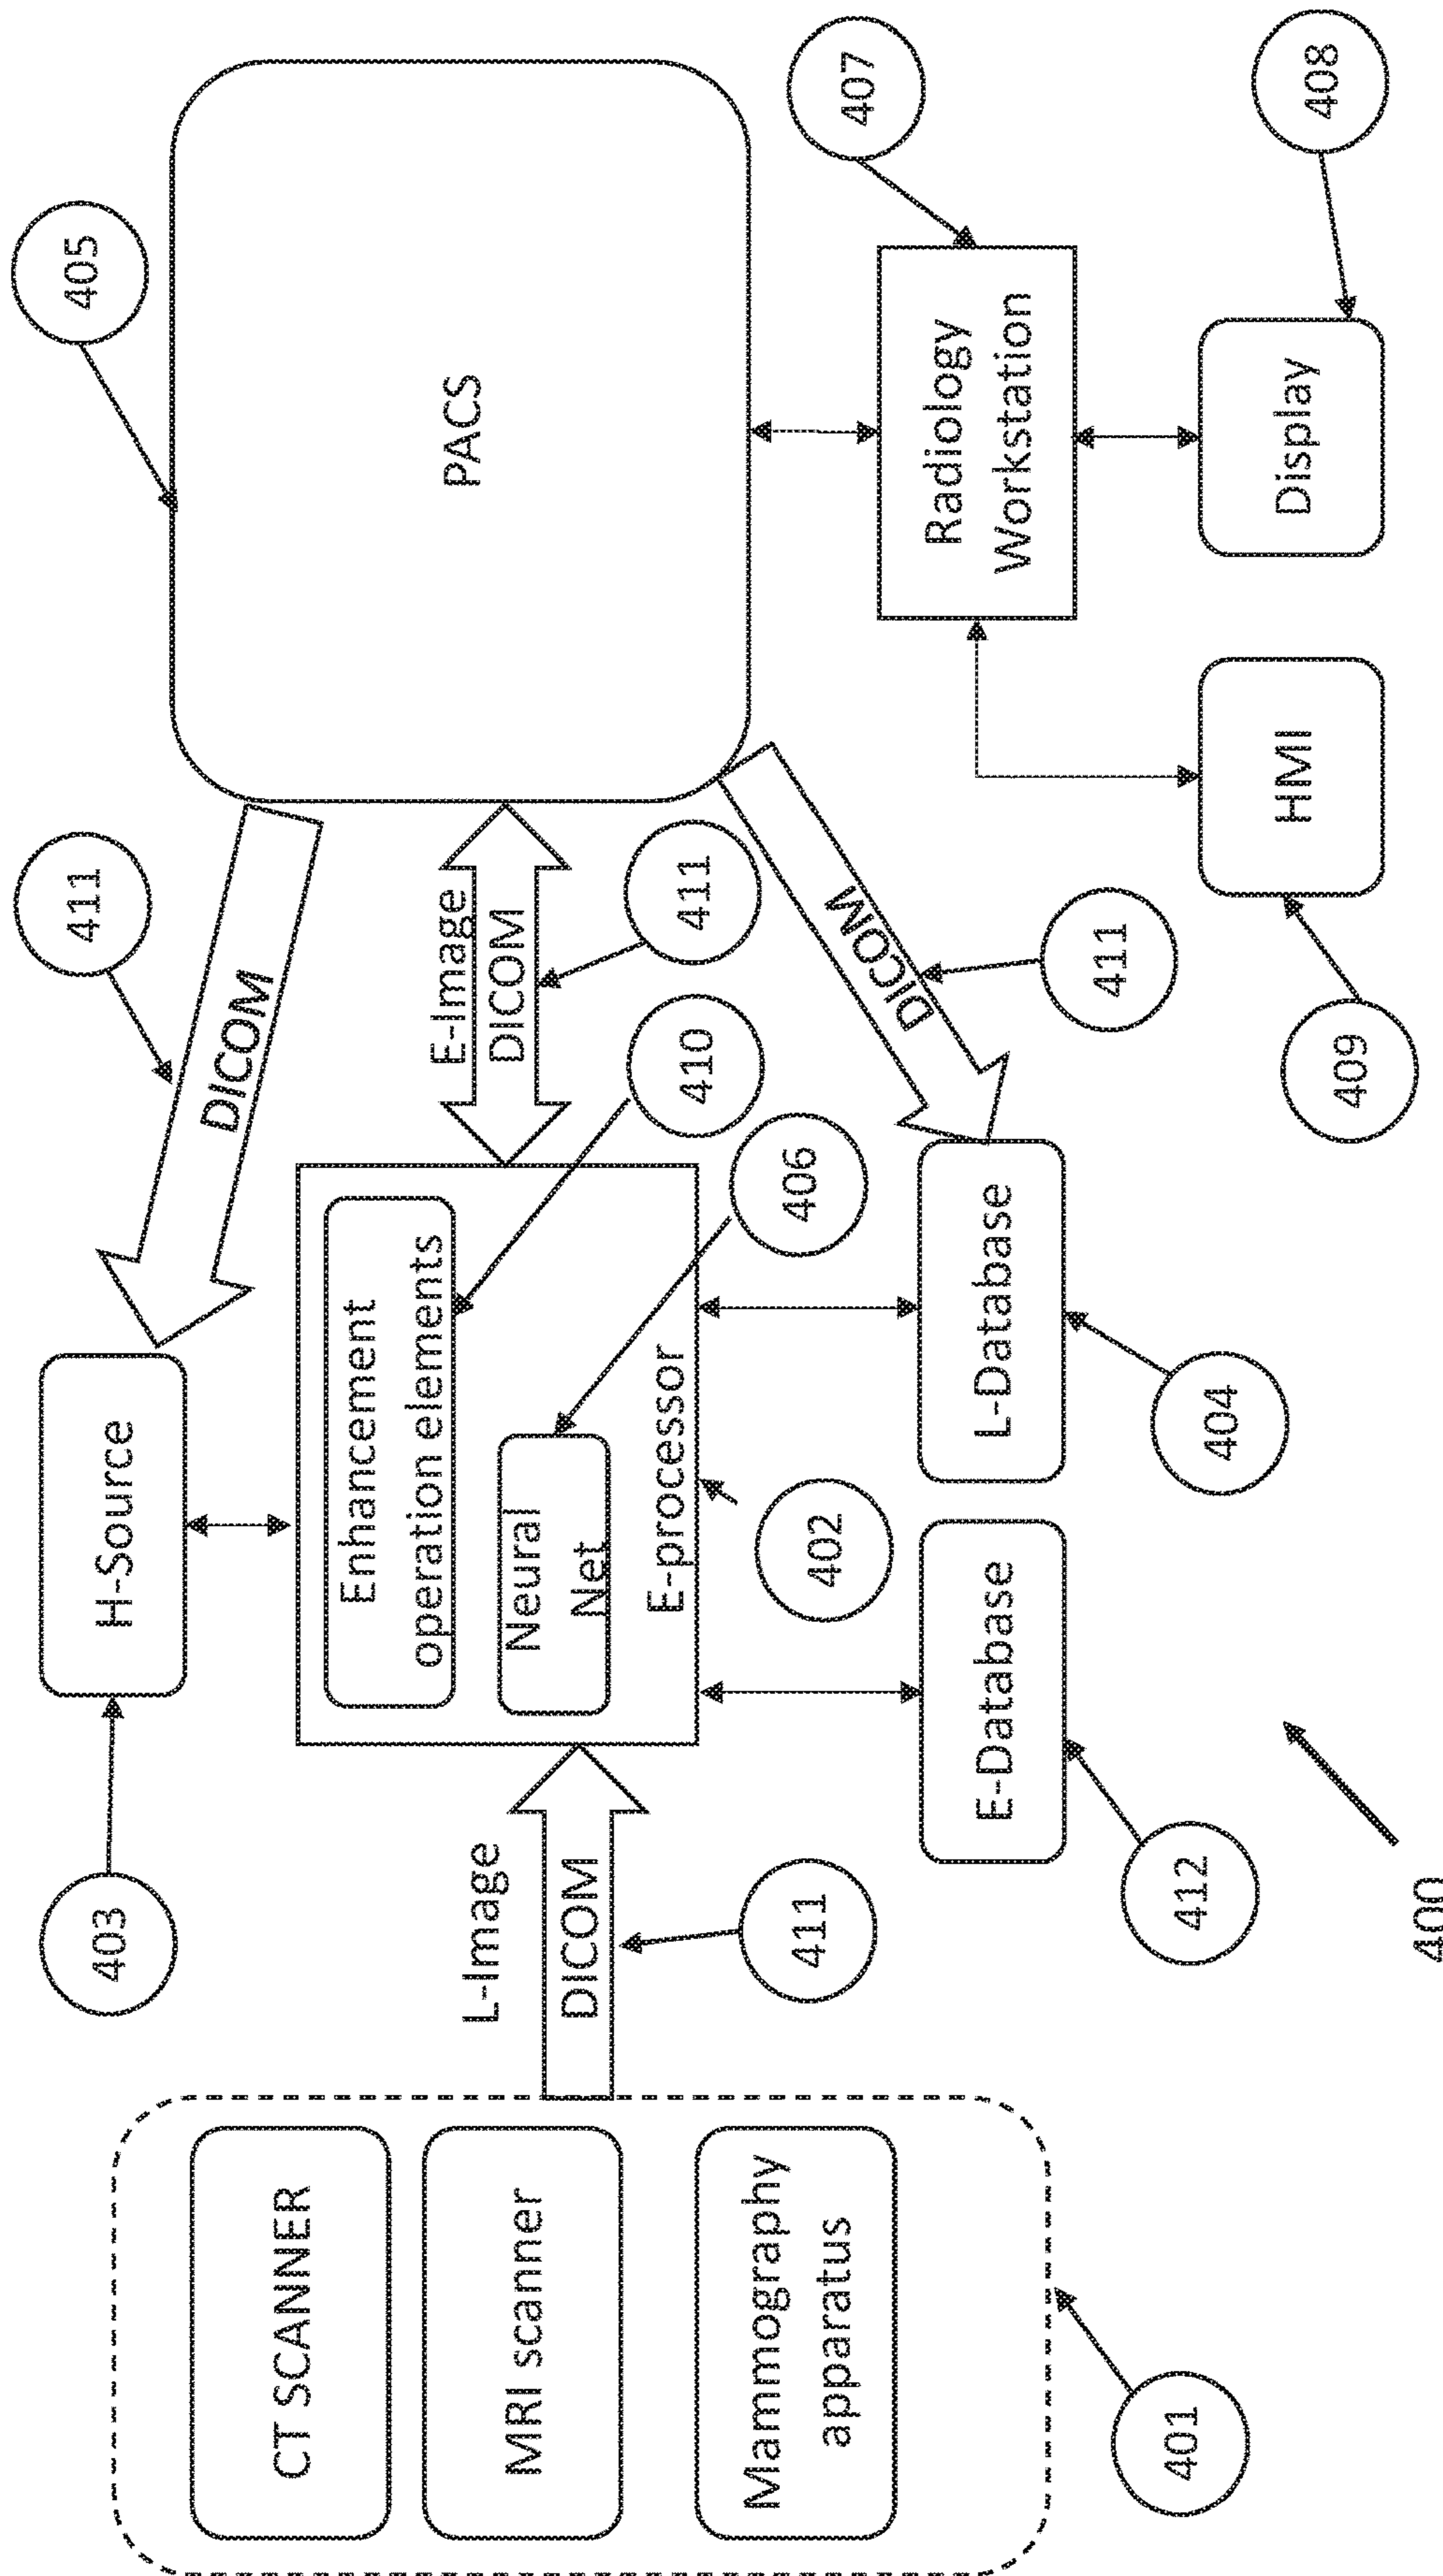 403
H-Source
411
DICOM
405
CT SCANNER
MRI scanner
Mammography
apparatus
401
L-Image
DICOM
411
Enhancement
operation elements
Neural
Net
E-processor
410
406
402
E-Image
DICOM
411
PACS
E-Database
412
L-Database
404
DICOM
411
Radiology
Workstation
407
HMI
409
Display
408
400